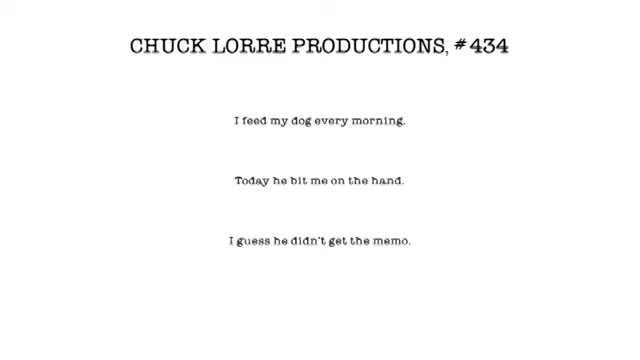 CHUCK LORRE PRODUCTIONS, #434
I feed my dog every morning.
Today he bit me on the hand.
I guess he didn't get the memo.